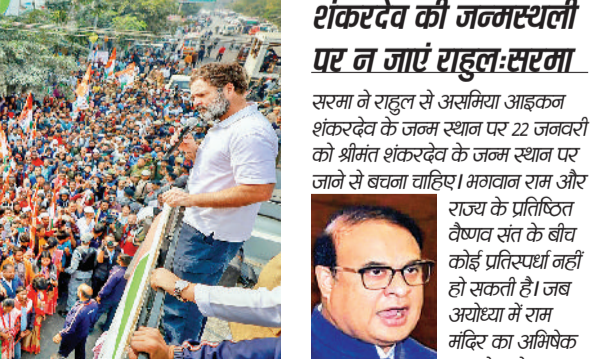 शंकरदेव की जन्मस्थली
पर न जाएं राहुल:सरमा
सरमा ने राहुल से असमिया आइकन
शंकरदेव के जन्म स्थान पर 22 जनवरी
को श्रीमंत शंकरदेव के जन्म स्थान पर
जाने से बचना चाहिए। भगवान राम और
राज्य के प्रतिष्ठित
वैष्णव संत के बीच
कोई प्रतिस्पर्धा नहीं
हो सकती है। जब
अयोध्या में राम
मंदिर का अभिषेक